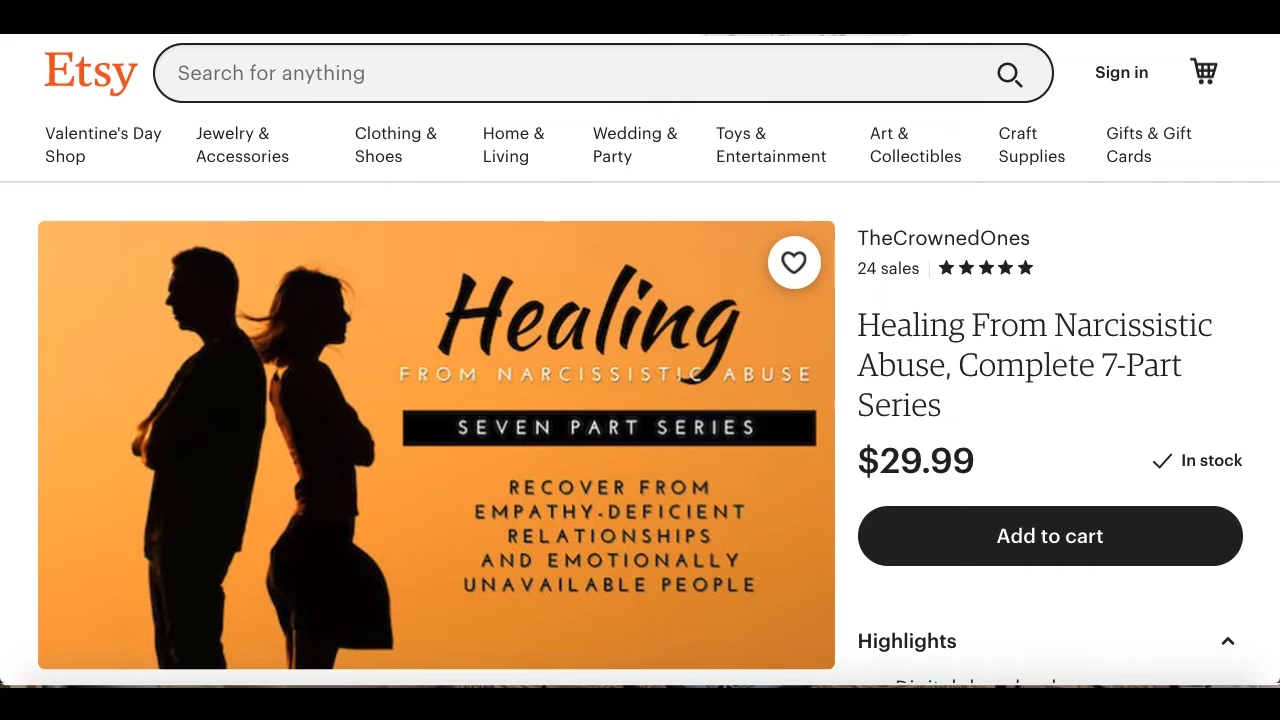 Etsy
Search for anything
Sign in
Valentine's Day Shop
Jewelry & Accessories
Clothing & Shoes
Home & Living
Wedding & Party
Toys & Entertainment
Art & Collectibles
Craft Supplies
Gifts & Gift Cards
Healing
FROM NARCISSISTIC ABUSE
SEVEN PART SERIES
RECOVER FROM
EMPATHY-DEFICIENT
RELATIONSHIPS
AND EMOTIONALLY
UNAVAILABLE PEOPLE
TheCrownedOnes
24 sales
Healing From Narcissistic
Abuse, Complete 7-Part
Series
$29.99
In stock
Add to cart
Highlights